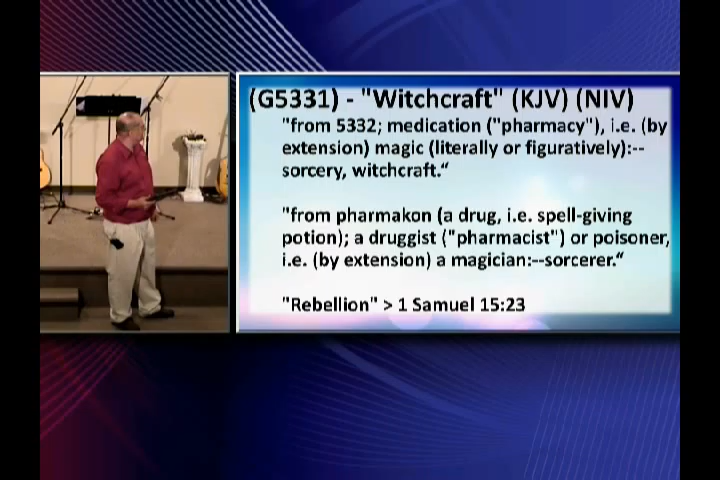 (G5331) - "Witchcraft" (KJV) (NIV)
"from 5332; medication ("pharmacy"), i.e. (by
extension) magic (literally or figuratively):--
sorcery, witchcraft.“
"from pharmakon (a drug, i.e. spell-giving
potion); a druggist ("pharmacist") or poisoner,
i.e. (by extension) a magician:--sorcerer.“
"Rebellion" > 1 Samuel 15:23